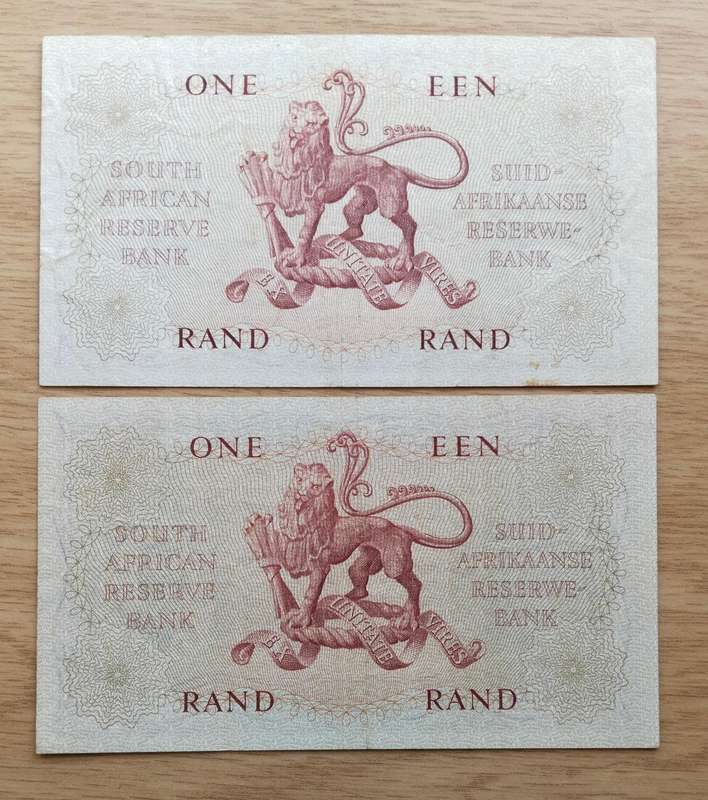 ONE EEN
SOUTH AFRICAN RESERVE BANK
SUID-AFRIKAANSE RESERWE-BANK
EX UNITATE VIRES
RAND RAND
ONE EEN
SOUTH AFRICAN RESERVE BANK
SUID-AFRIKAANSE RESERWE-BANK
EX UNITATE VIRES
RAND RAND